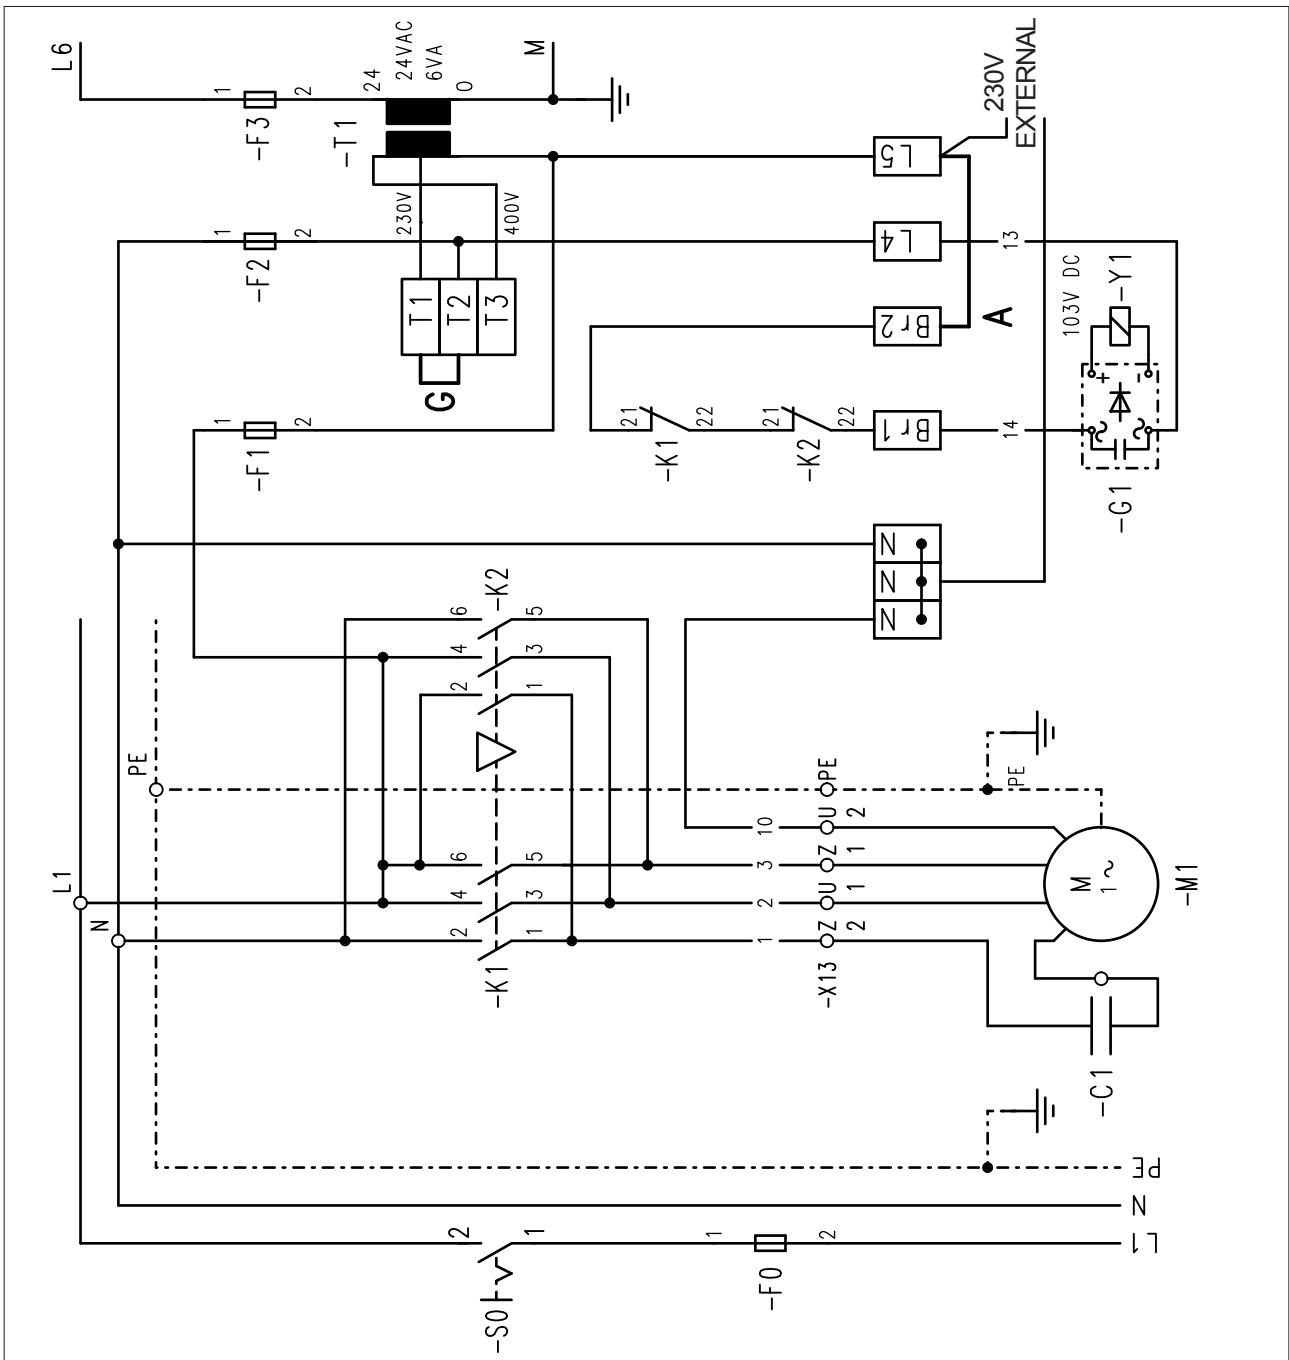 L6
1
2
-F3
24
24VAC
6VA
0
-T1
M
230V
EXTERNAL
L5
1
2
-F2
230V
400V
T1
T2
T3
G
L4
13
Br2
A
103V DC
-Y1
+
-
1
2
-F1
21
22
-K1
21
22
-K2
Br1
14
-G1
N
N
N
-K2
6
5
4
3
2
1
PE
PE
PE
10
U
2
L1
6
5
3
Z
1
4
3
2
U
1
N
2
1
1
Z
2
-K1
-X13
M
1~
-M1
-C1
PE
N
L1
2
1
-S0
1
2
-F0